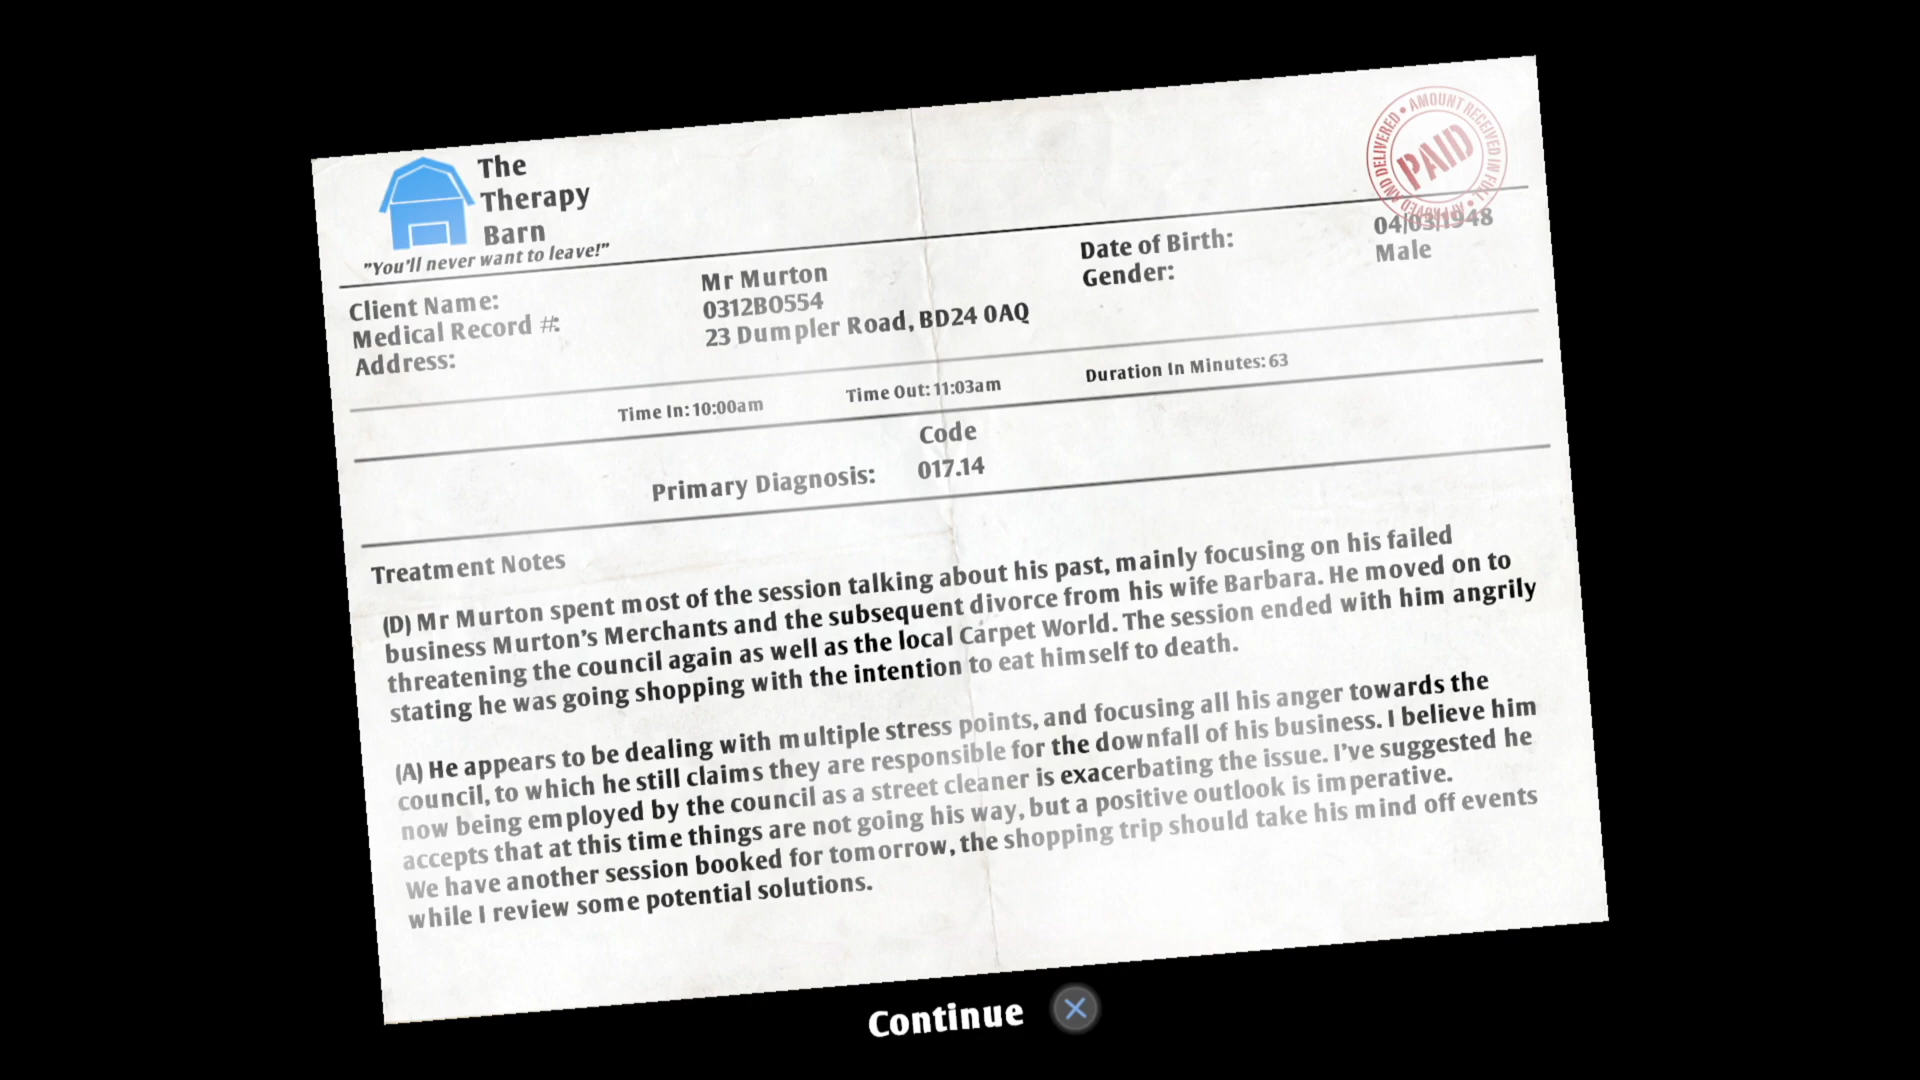 The
Therapy
Barn
"You'll never want to leave!"
AMOUNT RECEIVED IN FULL • APPROVED AND DELIVERED •
PAID
Client Name: Mr Murton Date of Birth: 04/03/1948
Medical Record #: 0312BO554 Gender: Male
Address: 23 Dumpler Road, BD24 0AQ
Time In: 10:00am Time Out: 11:03am Duration In Minutes: 63
Code
Primary Diagnosis: 017.14
Treatment Notes
(D) Mr Murton spent most of the session talking about his past, mainly focusing on his failed
business Murton's Merchants and the subsequent divorce from his wife Barbara. He moved on to
threatening the council again as well as the local Carpet World. The session ended with him angrily
stating he was going shopping with the intention to eat himself to death.
(A) He appears to be dealing with multiple stress points, and focusing all his anger towards the
council, to which he still claims they are responsible for the downfall of his business. I believe him
now being employed by the council as a street cleaner is exacerbating the issue. I've suggested he
accepts that at this time things are not going his way, but a positive outlook is imperative.
We have another session booked for tomorrow, the shopping trip should take his mind off events
while I review some potential solutions.
Continue